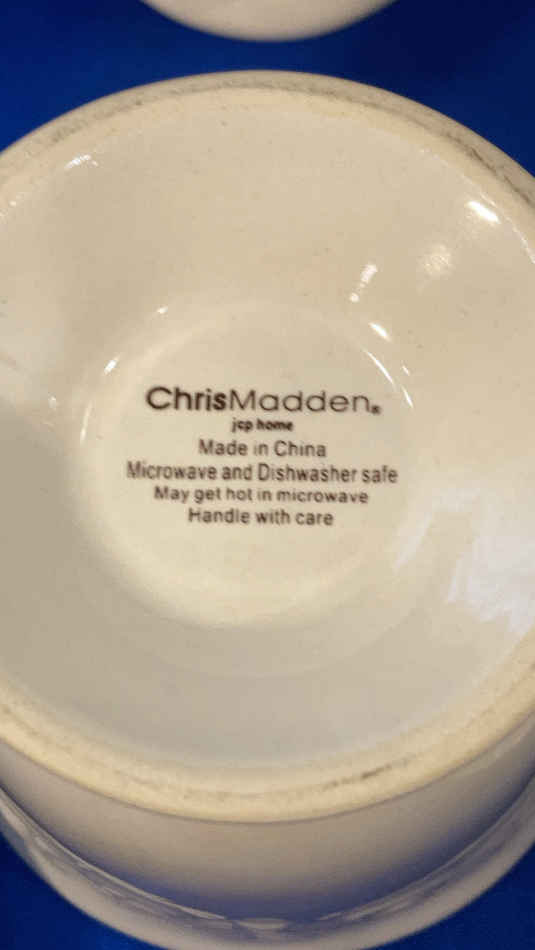 ChrisMadden®
jcp home
Made in China
Microwave and Dishwasher safe
May get hot in microwave
Handle with care